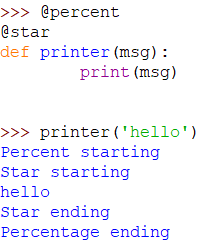 >>> @percent
@star
def printer(msg):
        print(msg)
>>> printer('hello')
Percent starting
Star starting
hello
Star ending
Percentage ending